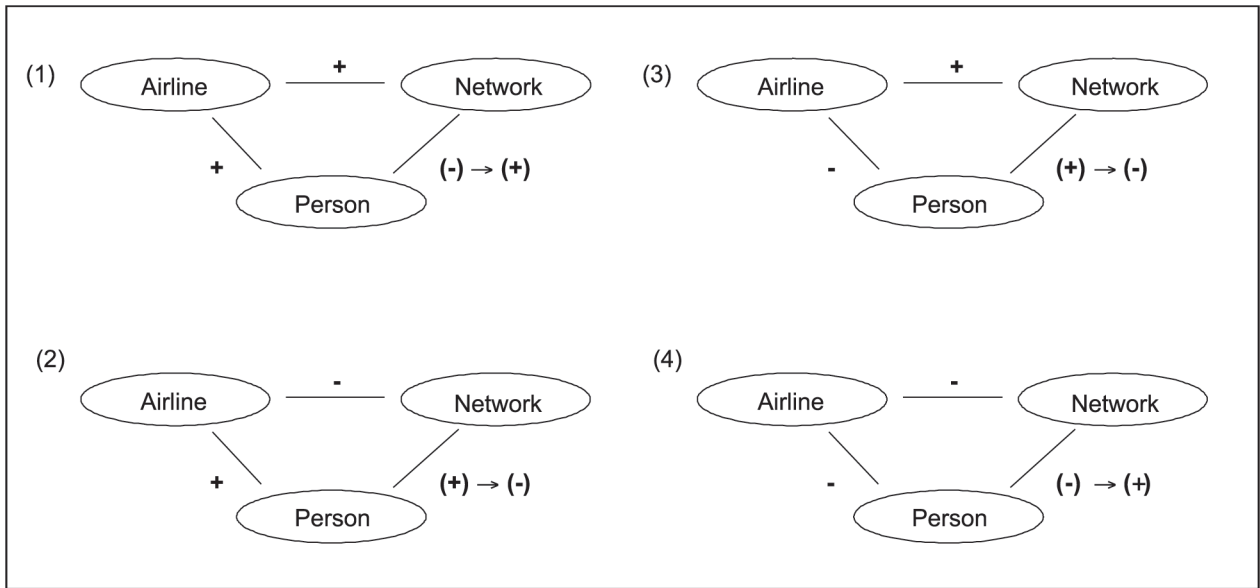 (1) Airline + Network
+ (-) → (+)
Person
(3) Airline + Network
- (+) → (-)
Person
(2) Airline - Network
+ (+) → (-)
Person
(4) Airline - Network
- (-) → (+)
Person